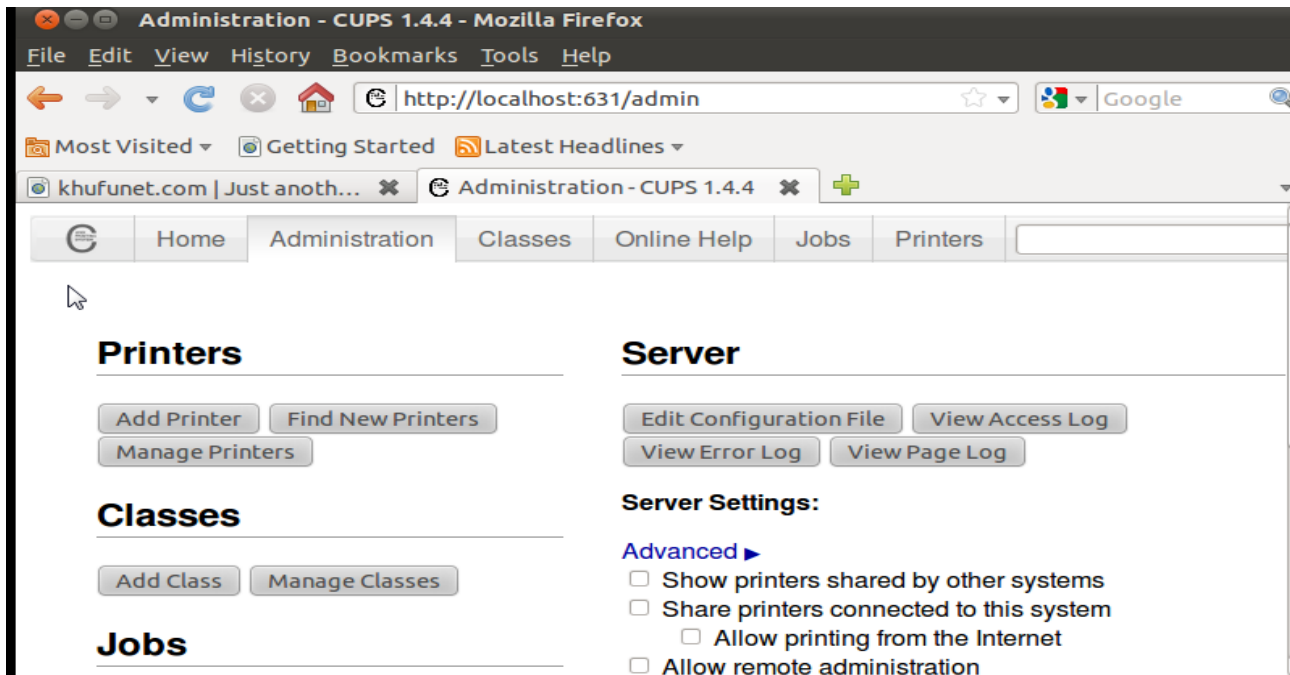 Administration - CUPS 1.4.4 - Mozilla Firefox
File Edit View History Bookmarks Tools Help
http://localhost:631/admin
Google
Most Visited Getting Started Latest Headlines
khufunet.com | Just anoth... Administration - CUPS 1.4.4
Home Administration Classes Online Help Jobs Printers
Printers
Add Printer Find New Printers
Manage Printers
Classes
Add Class Manage Classes
Jobs
Server
Edit Configuration File View Access Log
View Error Log View Page Log
Server Settings:
Advanced ▶
Show printers shared by other systems
Share printers connected to this system
Allow printing from the Internet
Allow remote administration